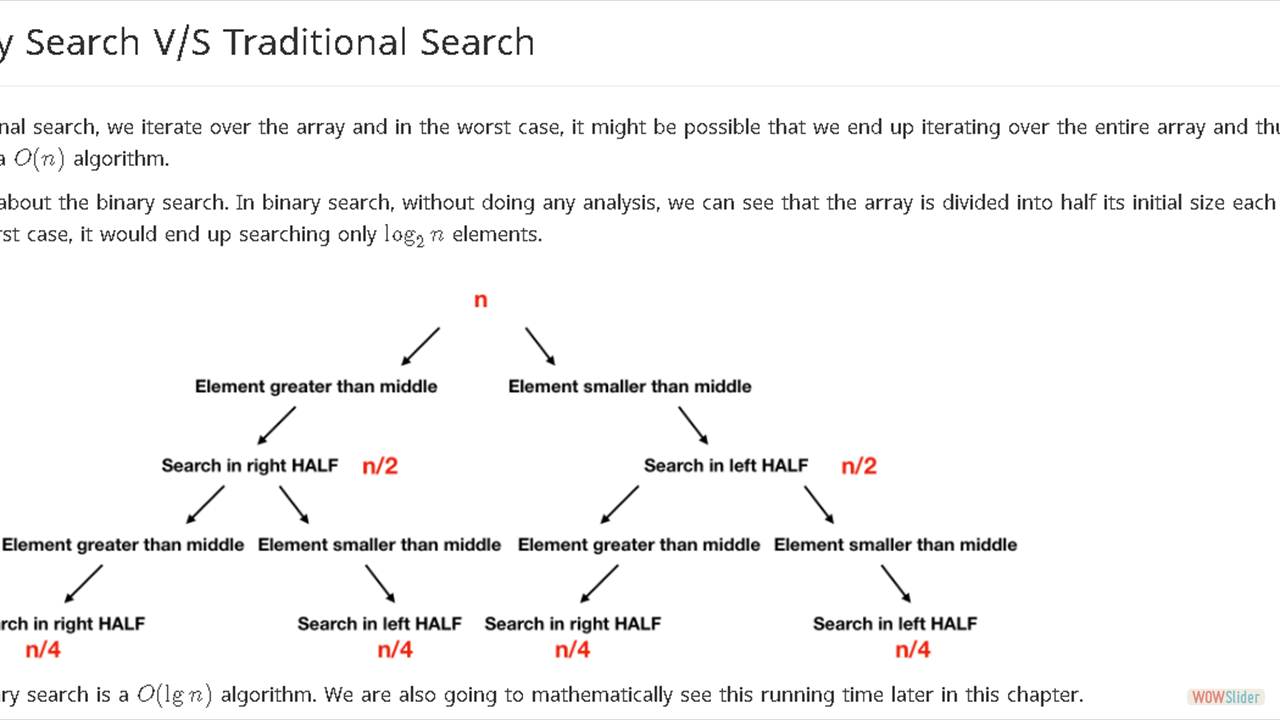 y Search V/S Traditional Search
nal search, we iterate over the array and in the worst case, it might be possible that we end up iterating over the entire array and thu
a O(n) algorithm.
about the binary search. In binary search, without doing any analysis, we can see that the array is divided into half its initial size each
rst case, it would end up searching only log₂ n elements.
n
Element greater than middle Element smaller than middle
Search in right HALF n/2 Search in left HALF n/2
Element greater than middle Element smaller than middle Element greater than middle Element smaller than middle
rch in right HALF Search in left HALF Search in right HALF Search in left HALF
n/4 n/4 n/4 n/4
ry search is a O(lg n) algorithm. We are also going to mathematically see this running time later in this chapter.
WOWSlider